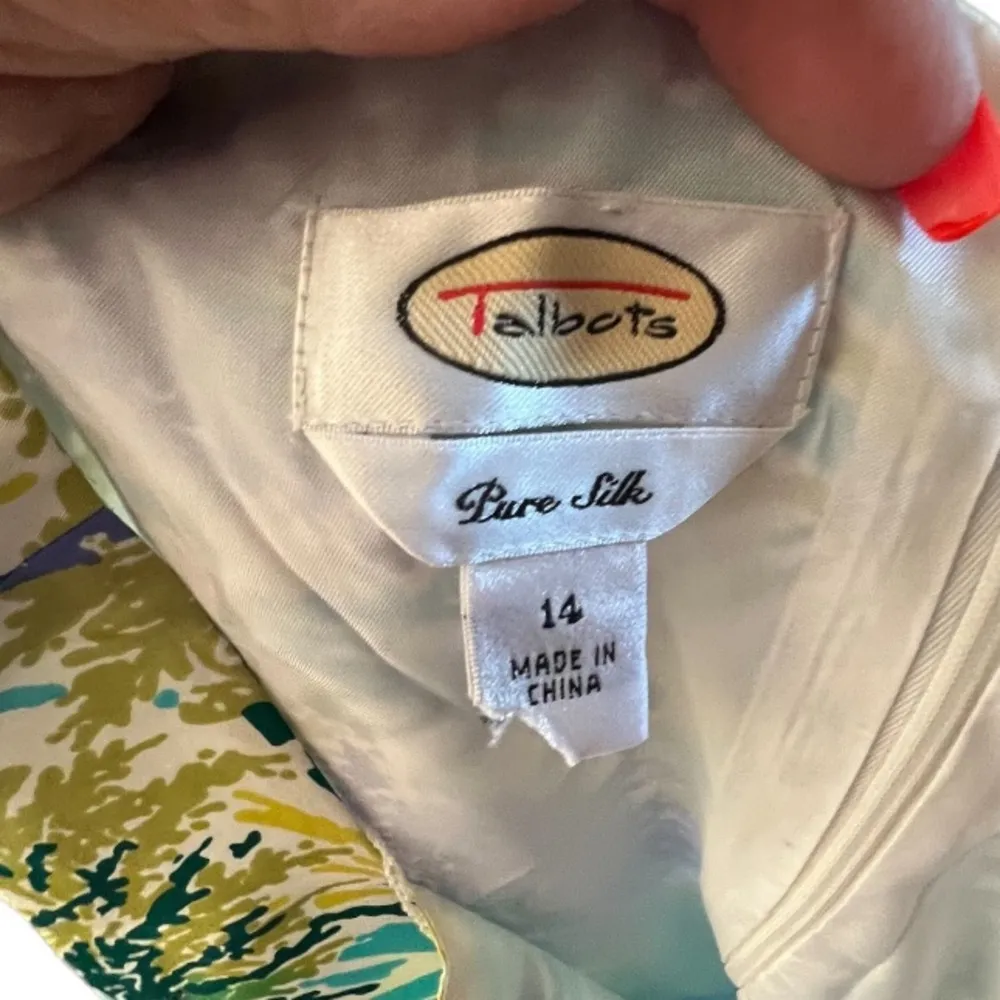 Talbots
Pure Silk
14
MADE IN
CHINA